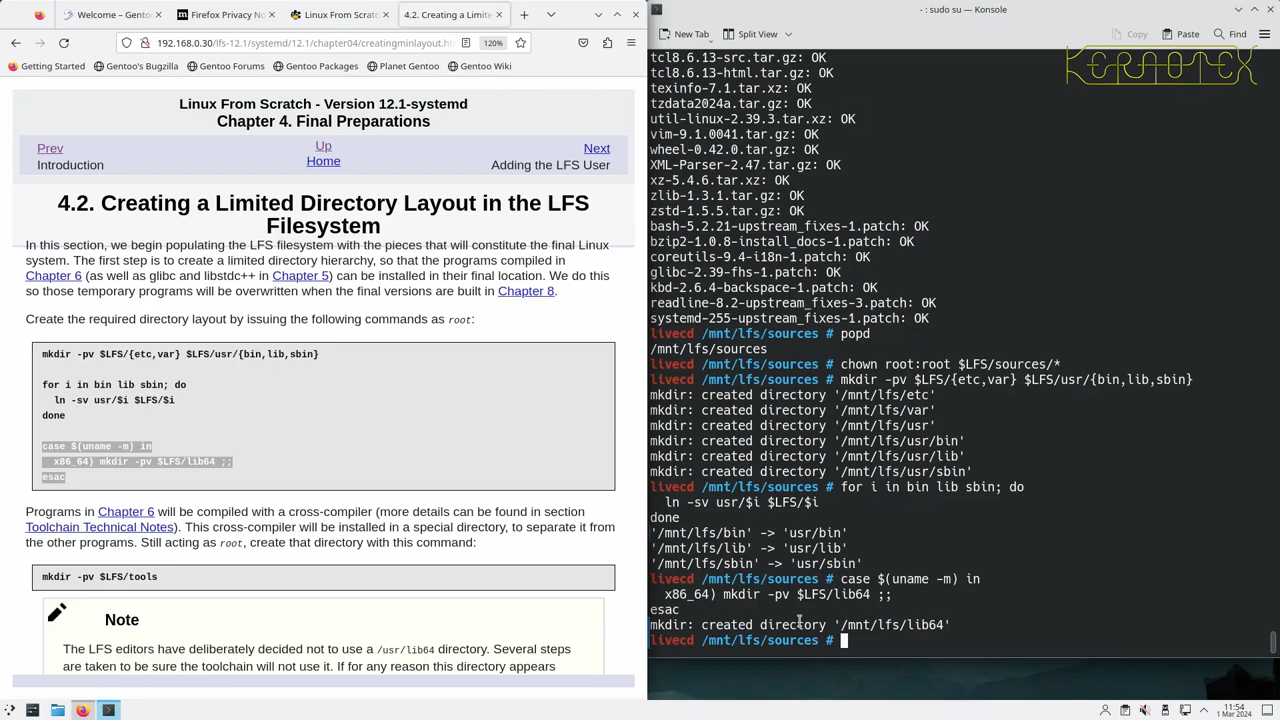 Welcome – Gento
Firefox Privacy No
Linux From Scratc
4.2. Creating a Limite
192.168.0.30/lfs-12.1/systemd/12.1/chapter04/creatingminlayout.h
120%
Getting Started
Gentoo's Bugzilla
Gentoo Forums
Gentoo Packages
Planet Gentoo
Gentoo Wiki
Linux From Scratch - Version 12.1-systemd
Chapter 4. Final Preparations
Prev
Up
Next
Introduction
Home
Adding the LFS User
4.2. Creating a Limited Directory Layout in the LFS
Filesystem
In this section, we begin populating the LFS filesystem with the pieces that will constitute the final Linux
system. The first step is to create a limited directory hierarchy, so that the programs compiled in
Chapter 6 (as well as glibc and libstdc++ in Chapter 5) can be installed in their final location. We do this
so those temporary programs will be overwritten when the final versions are built in Chapter 8.
Create the required directory layout by issuing the following commands as root:
mkdir -pv $LFS/{etc,var} $LFS/usr/{bin,lib,sbin}
for i in bin lib sbin; do
  ln -sv usr/$i $LFS/$i
done
case $(uname -m) in
  x86_64) mkdir -pv $LFS/lib64 ;;
esac
Programs in Chapter 6 will be compiled with a cross-compiler (more details can be found in section
Toolchain Technical Notes). This cross-compiler will be installed in a special directory, to separate it from
the other programs. Still acting as root, create that directory with this command:
mkdir -pv $LFS/tools
Note
The LFS editors have deliberately decided not to use a /usr/lib64 directory. Several steps
are taken to be sure the toolchain will not use it. If for any reason this directory appears
- : sudo su — Konsole
New Tab
Split View
Copy
Paste
Find
KERNOTEX
tcl8.6.13-src.tar.gz: OK
tcl8.6.13-html.tar.gz: OK
texinfo-7.1.tar.xz: OK
tzdata2024a.tar.gz: OK
util-linux-2.39.3.tar.xz: OK
vim-9.1.0041.tar.gz: OK
wheel-0.42.0.tar.gz: OK
XML-Parser-2.47.tar.gz: OK
xz-5.4.6.tar.xz: OK
zlib-1.3.1.tar.gz: OK
zstd-1.5.5.tar.gz: OK
bash-5.2.21-upstream_fixes-1.patch: OK
bzip2-1.0.8-install_docs-1.patch: OK
coreutils-9.4-i18n-1.patch: OK
glibc-2.39-fhs-1.patch: OK
kbd-2.6.4-backspace-1.patch: OK
readline-8.2-upstream_fixes-3.patch: OK
systemd-255-upstream_fixes-1.patch: OK
livecd /mnt/lfs/sources # popd
/mnt/lfs/sources
livecd /mnt/lfs/sources # chown root:root $LFS/sources/*
livecd /mnt/lfs/sources # mkdir -pv $LFS/{etc,var} $LFS/usr/{bin,lib,sbin}
mkdir: created directory '/mnt/lfs/etc'
mkdir: created directory '/mnt/lfs/var'
mkdir: created directory '/mnt/lfs/usr'
mkdir: created directory '/mnt/lfs/usr/bin'
mkdir: created directory '/mnt/lfs/usr/lib'
mkdir: created directory '/mnt/lfs/usr/sbin'
livecd /mnt/lfs/sources # for i in bin lib sbin; do
  ln -sv usr/$i $LFS/$i
done
'/mnt/lfs/bin' -> 'usr/bin'
'/mnt/lfs/lib' -> 'usr/lib'
'/mnt/lfs/sbin' -> 'usr/sbin'
livecd /mnt/lfs/sources # case $(uname -m) in
  x86_64) mkdir -pv $LFS/lib64 ;;
esac
mkdir: created directory '/mnt/lfs/lib64'
livecd /mnt/lfs/sources #
11:54
1 Mar 2024